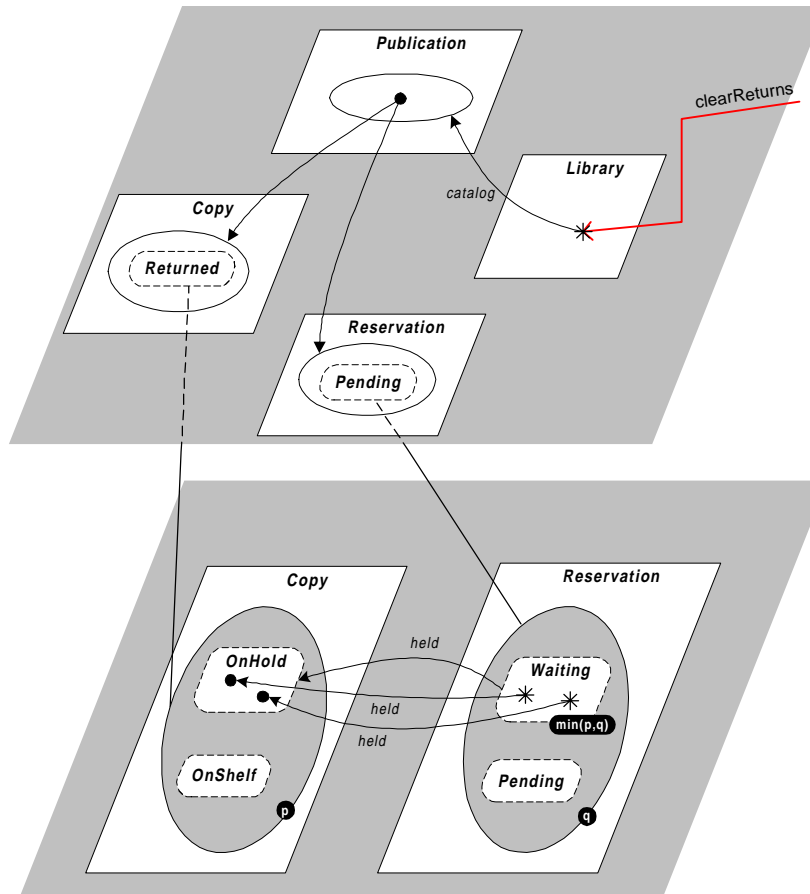 Publication
clearReturns
Library
catalog
Copy
Returned
Reservation
Pending
Copy
Reservation
held
OnHold
Waiting
held
min(p,q)
held
OnShelf
Pending
p
q